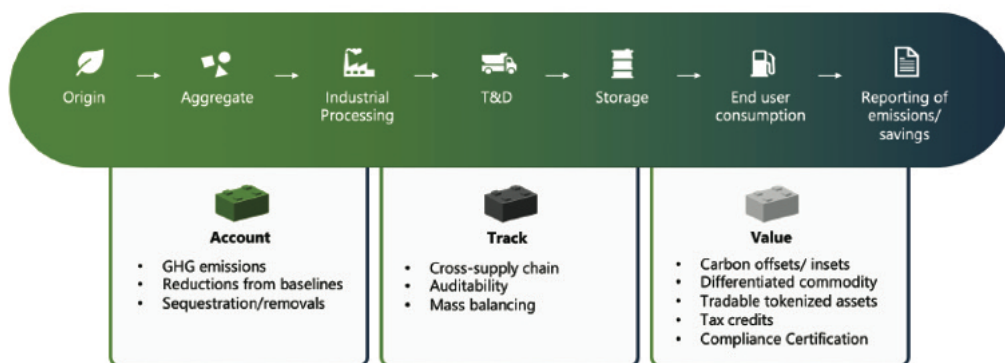 Origin
Aggregate
Industrial
Processing
T&D
Storage
End user
consumption
Reporting of
emissions/
savings
Account
• GHG emissions
• Reductions from baselines
• Sequestration/removals
Track
• Cross-supply chain
• Auditability
• Mass balancing
Value
• Carbon offsets/ insets
• Differentiated commodity
• Tradable tokenized assets
• Tax credits
• Compliance Certification